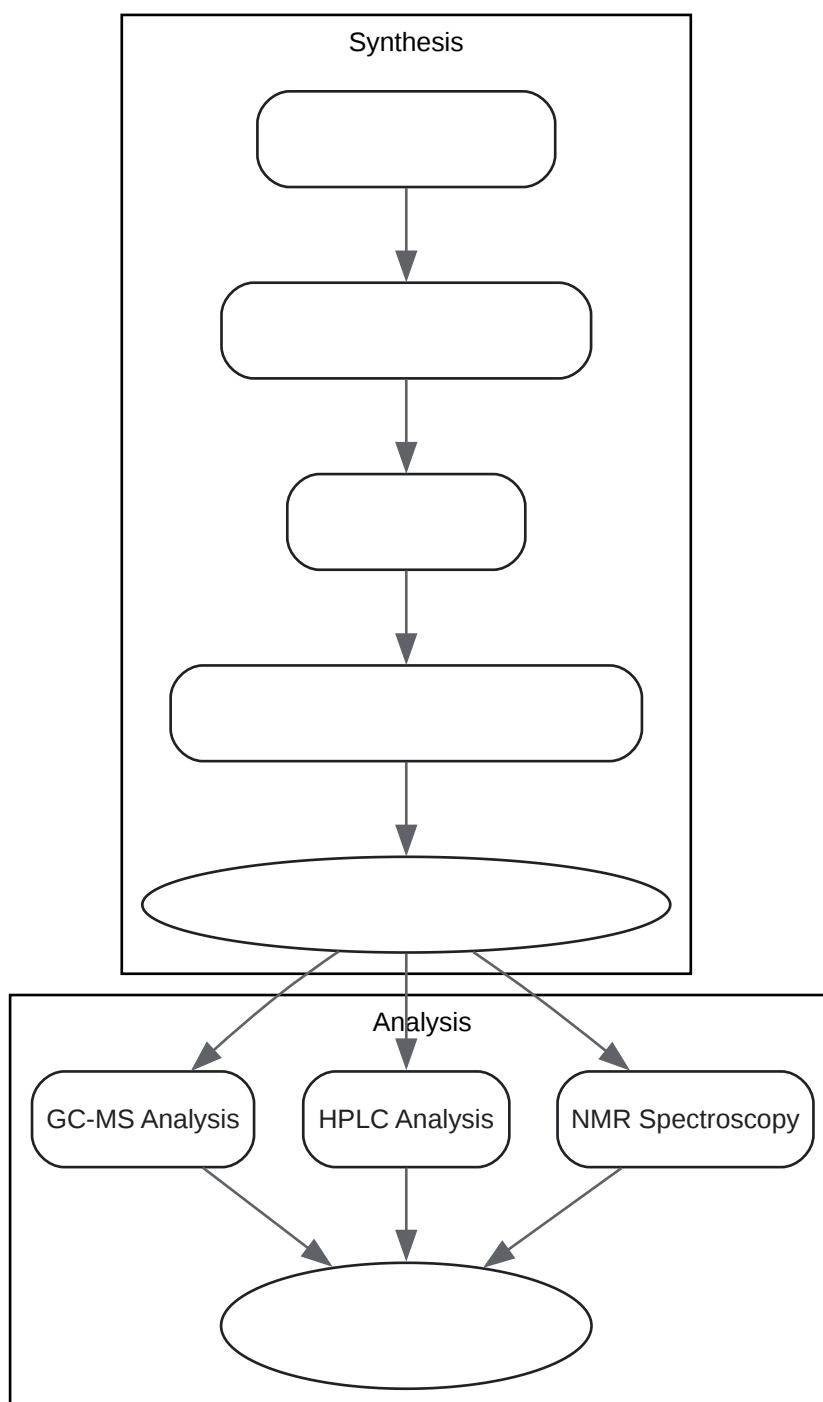 Synthesis
Analysis
GC-MS Analysis
HPLC Analysis
NMR Spectroscopy